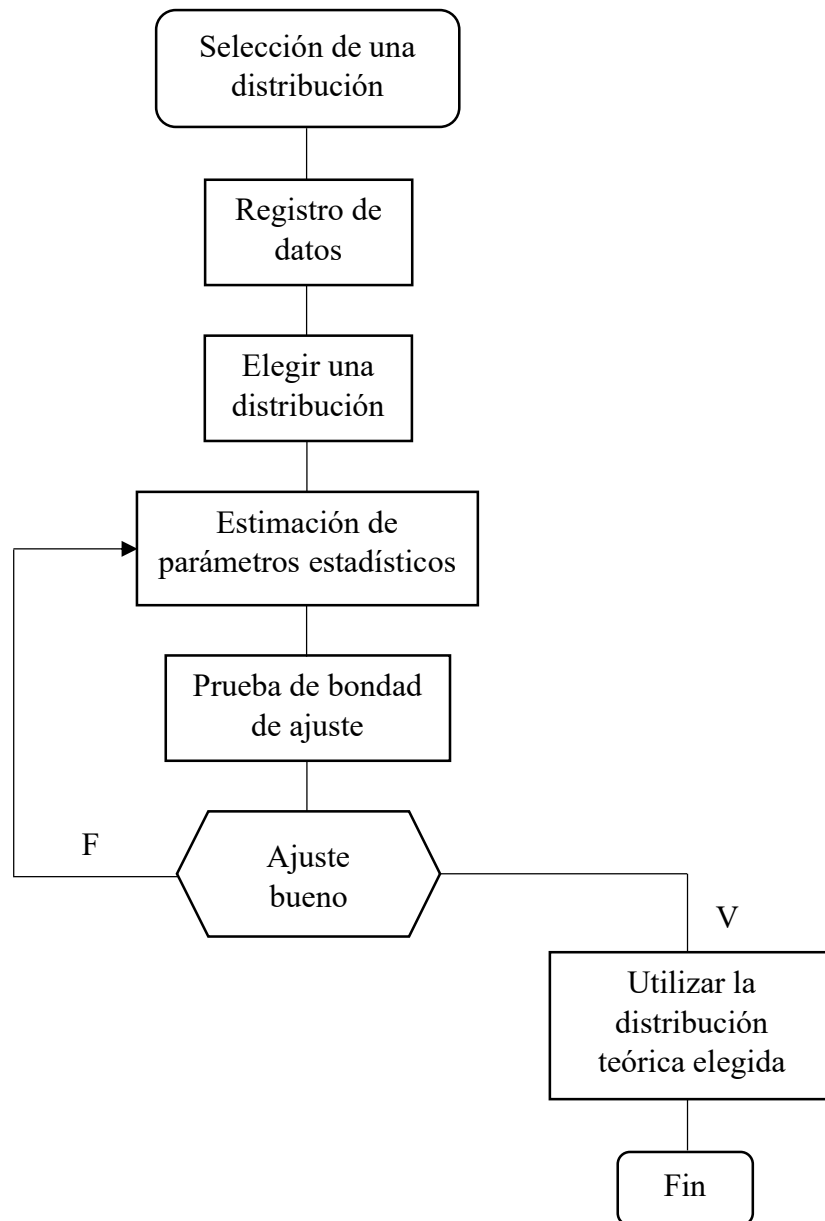 Selección de una
distribución
Registro de
datos
Elegir una
distribución
Estimación de
parámetros estadísticos
Prueba de bondad
de ajuste
F
Ajuste
bueno
V
Utilizar la
distribución
teórica elegida
Fin